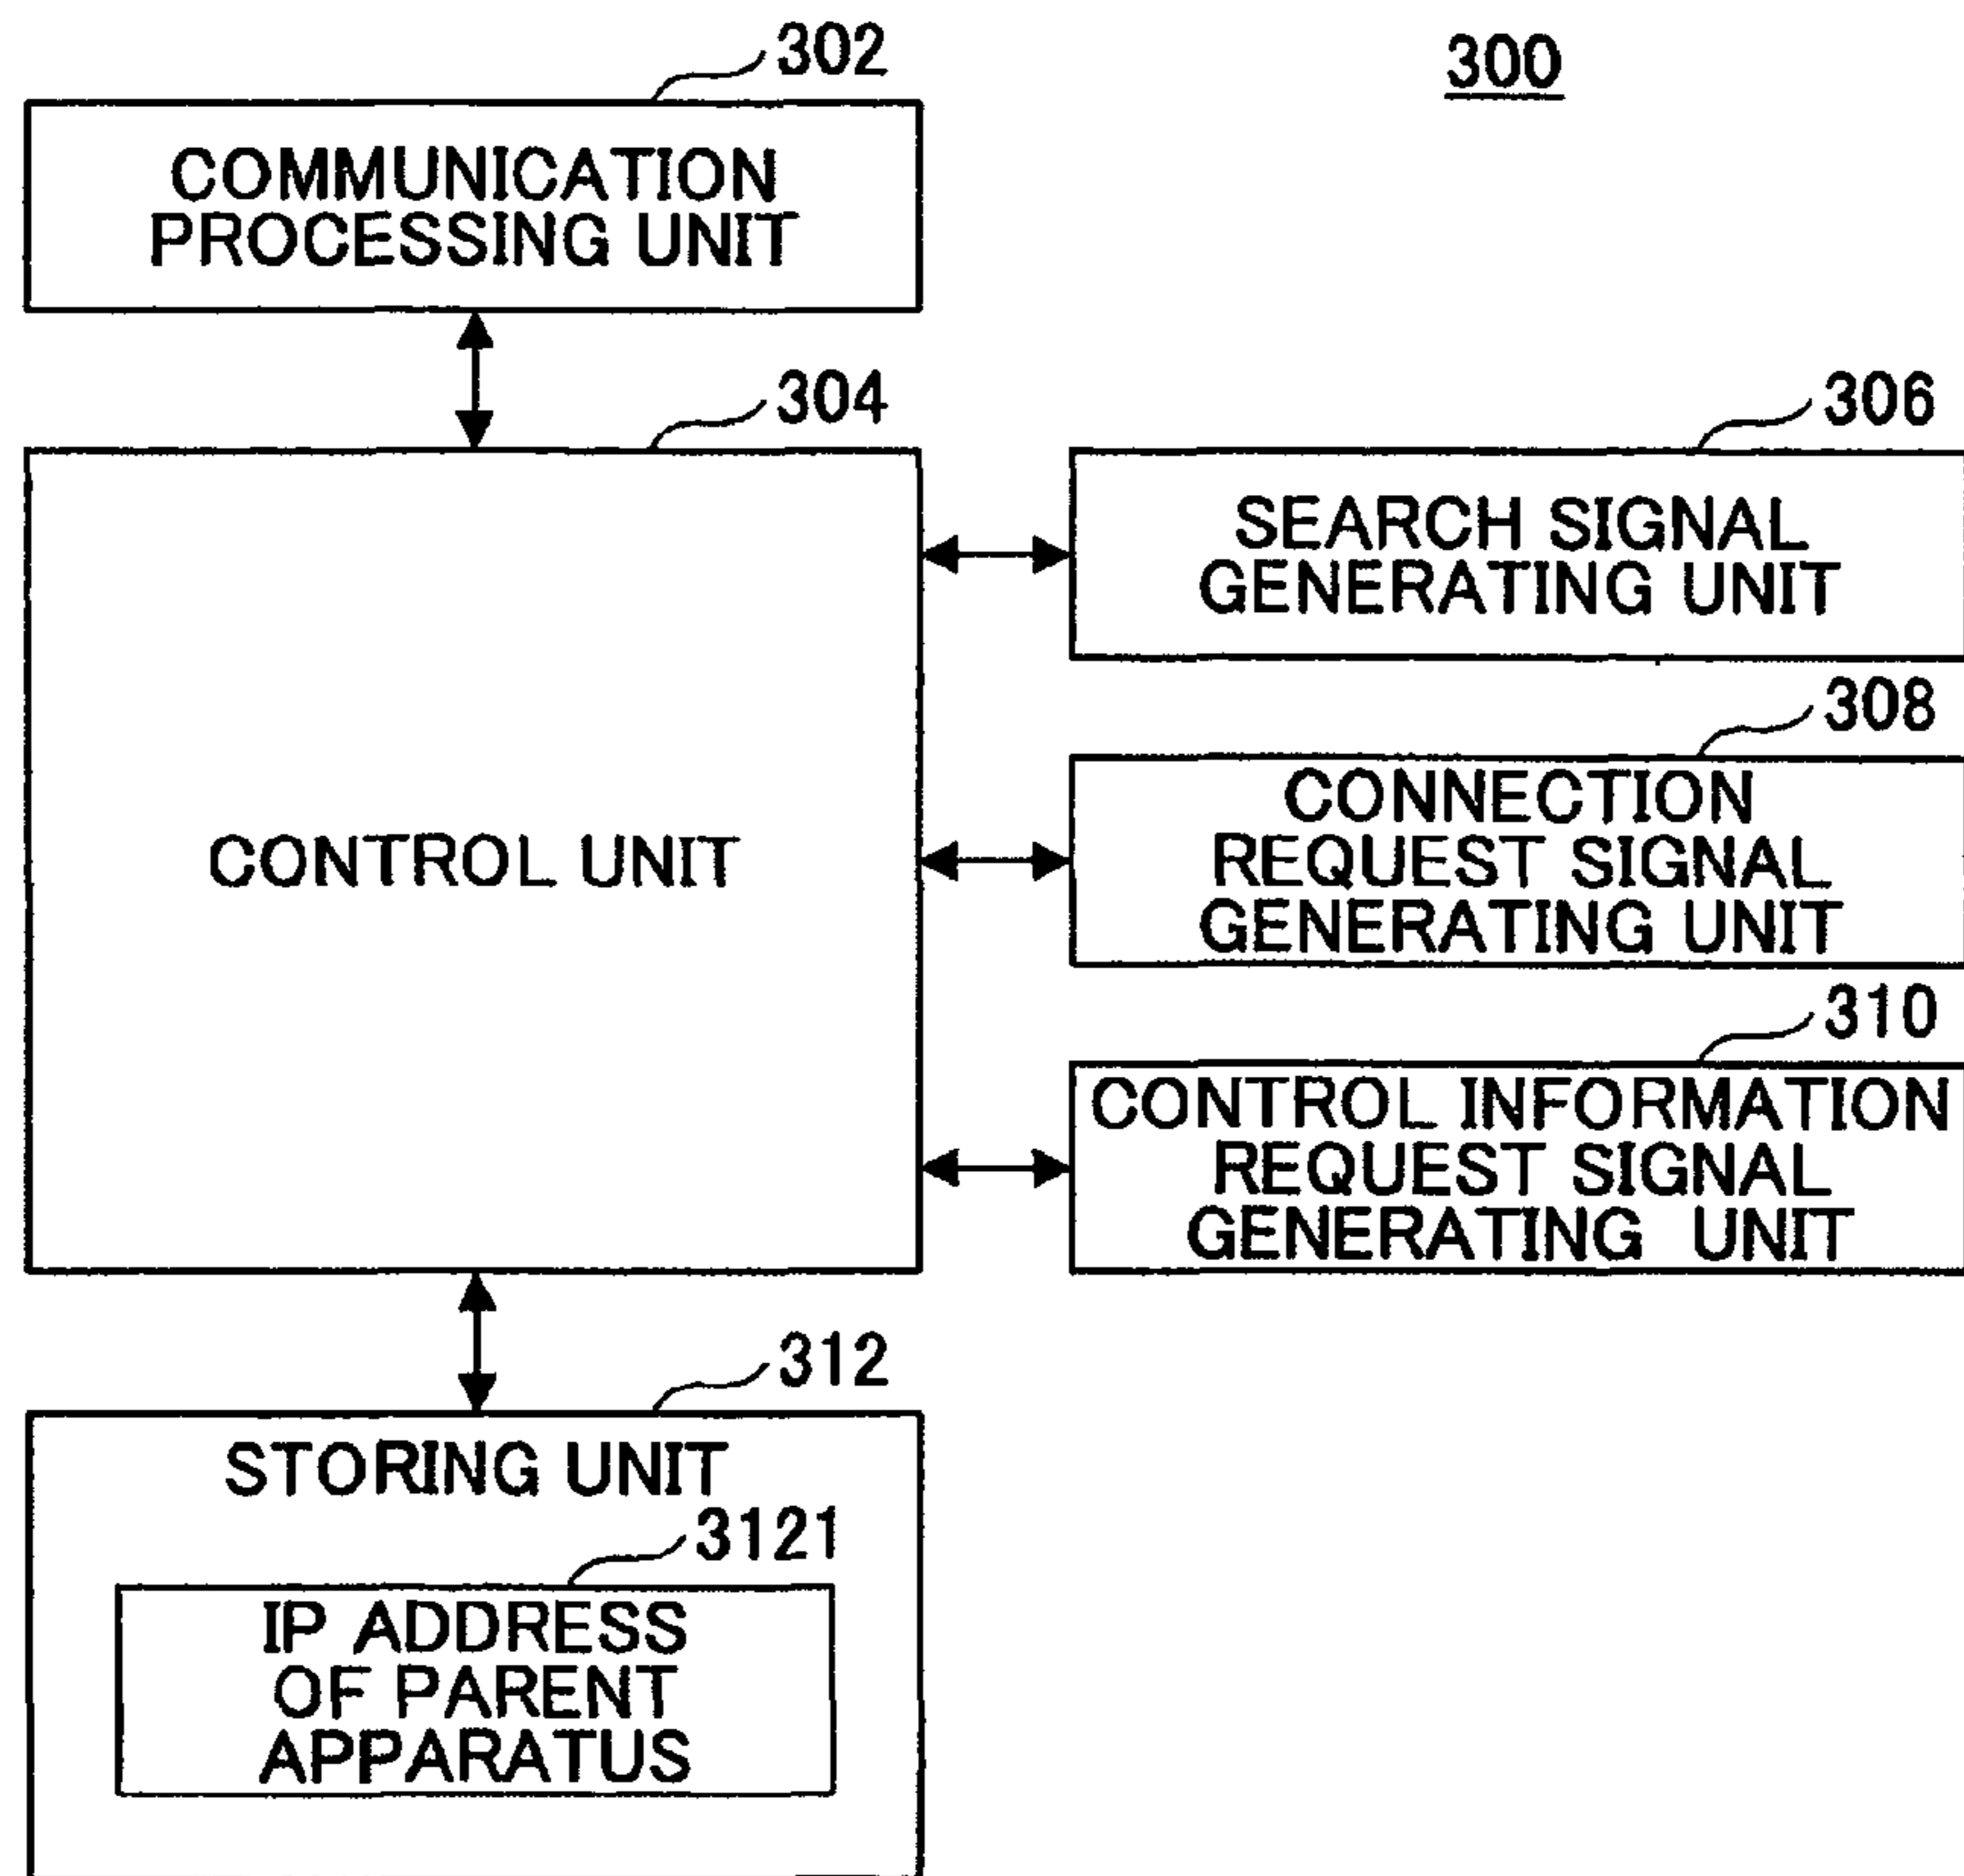 302
300
COMMUNICATION
PROCESSING UNIT
304
306
CONTROL UNIT
SEARCH SIGNAL
GENERATING UNIT
308
CONNECTION
REQUEST SIGNAL
GENERATING UNIT
310
CONTROL INFORMATION
REQUEST SIGNAL
GENERATING UNIT
312
STORING UNIT
3121
IP ADDRESS
OF PARENT
APPARATUS